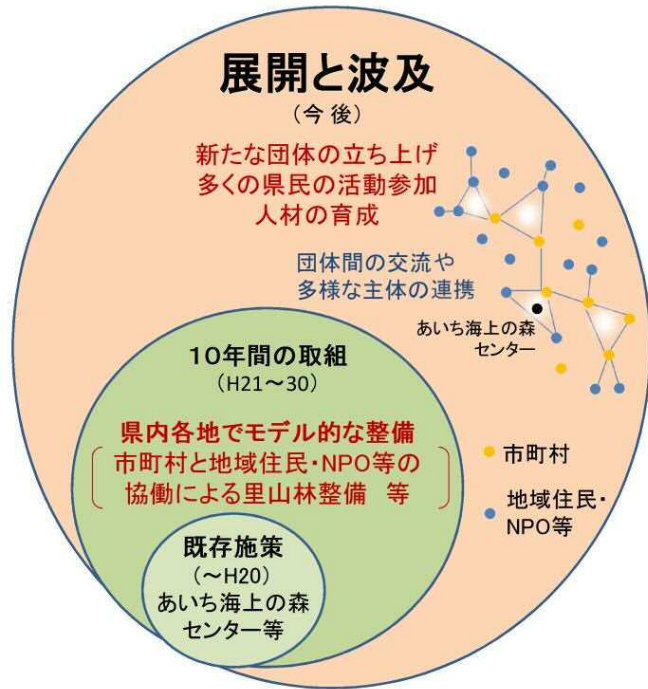 展開と波及
(今後)
新たな団体の立ち上げ
多くの県民の活動参加
人材の育成
団体間の交流や
多様な主体の連携
あいち海上の森
センター
10年間の取組
(H21～30)
県内各地でモデル的な整備
市町村と地域住民・NPO等の
協働による里山林整備 等
市町村
地域住民・
NPO等
既存施策
(～H20)
あいち海上の森
センター等